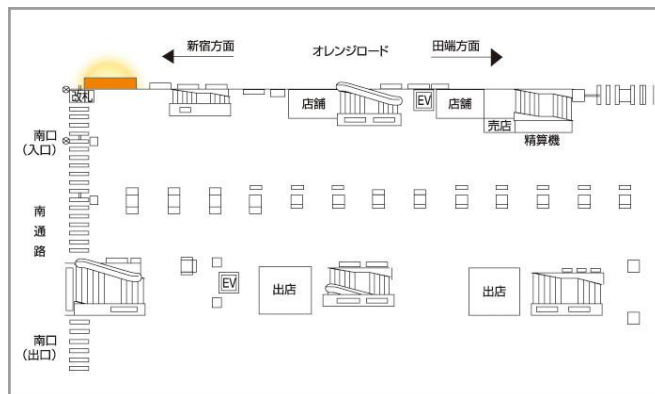 新宿方面
オレンジロード
田端方面
改札
店舗
EV
店舗
売店
精算機
南口
(入口)
南通路
EV
出店
出店
南口
(出口)